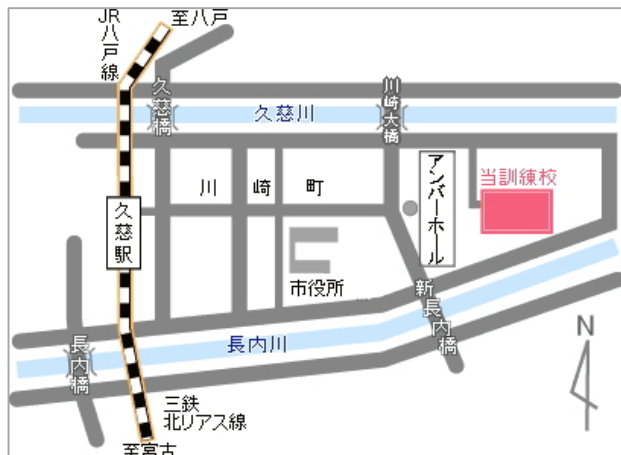 至八戸
JR八戸線
久慈橋
久慈川
川崎大橋
当訓練校
アンバーホール
川崎町
久慈駅
市役所
新長内橋
長内川
長内橋
N
三鉄
北リアス線
至宮古